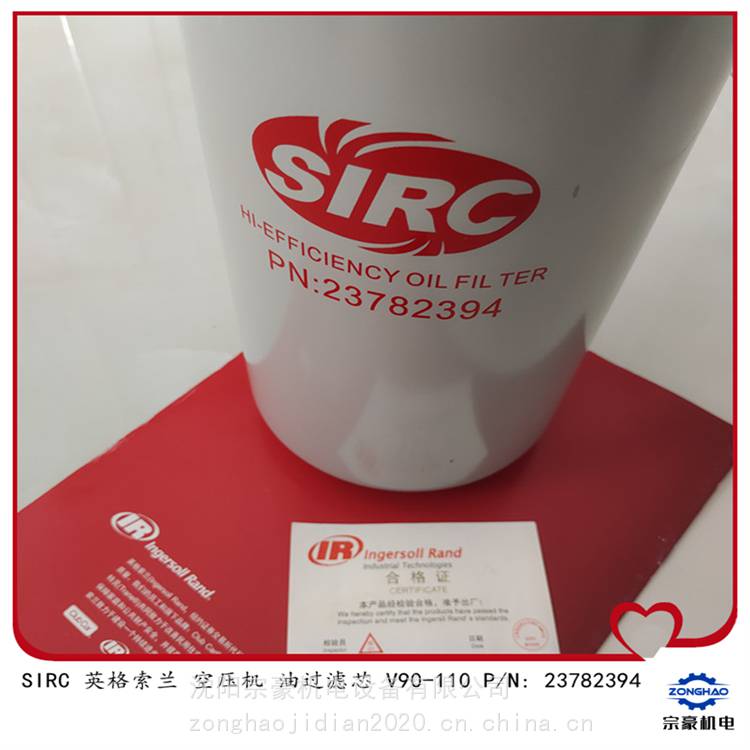 SIRC
HI-EFFICIENCY OIL FILTER
PN:23782394
IR Ingersoll Rand
IR Ingersoll Rand
Industrial Technologies
合格证
CERTIFICATE
本产品经检验合格，准予出厂：
We hereby certify that the products have passed the
inspection and meet the Ingersoll Rand's standards.
检验员
日期
Inspector
Date
SIRC 英格索兰 空压机 油过滤芯 V90-110 P/N: 23782394
沈阳宗豪机电设备有限公司
zonghaojidian2020.cn.china.cn
ZONGHAO
宗豪机电